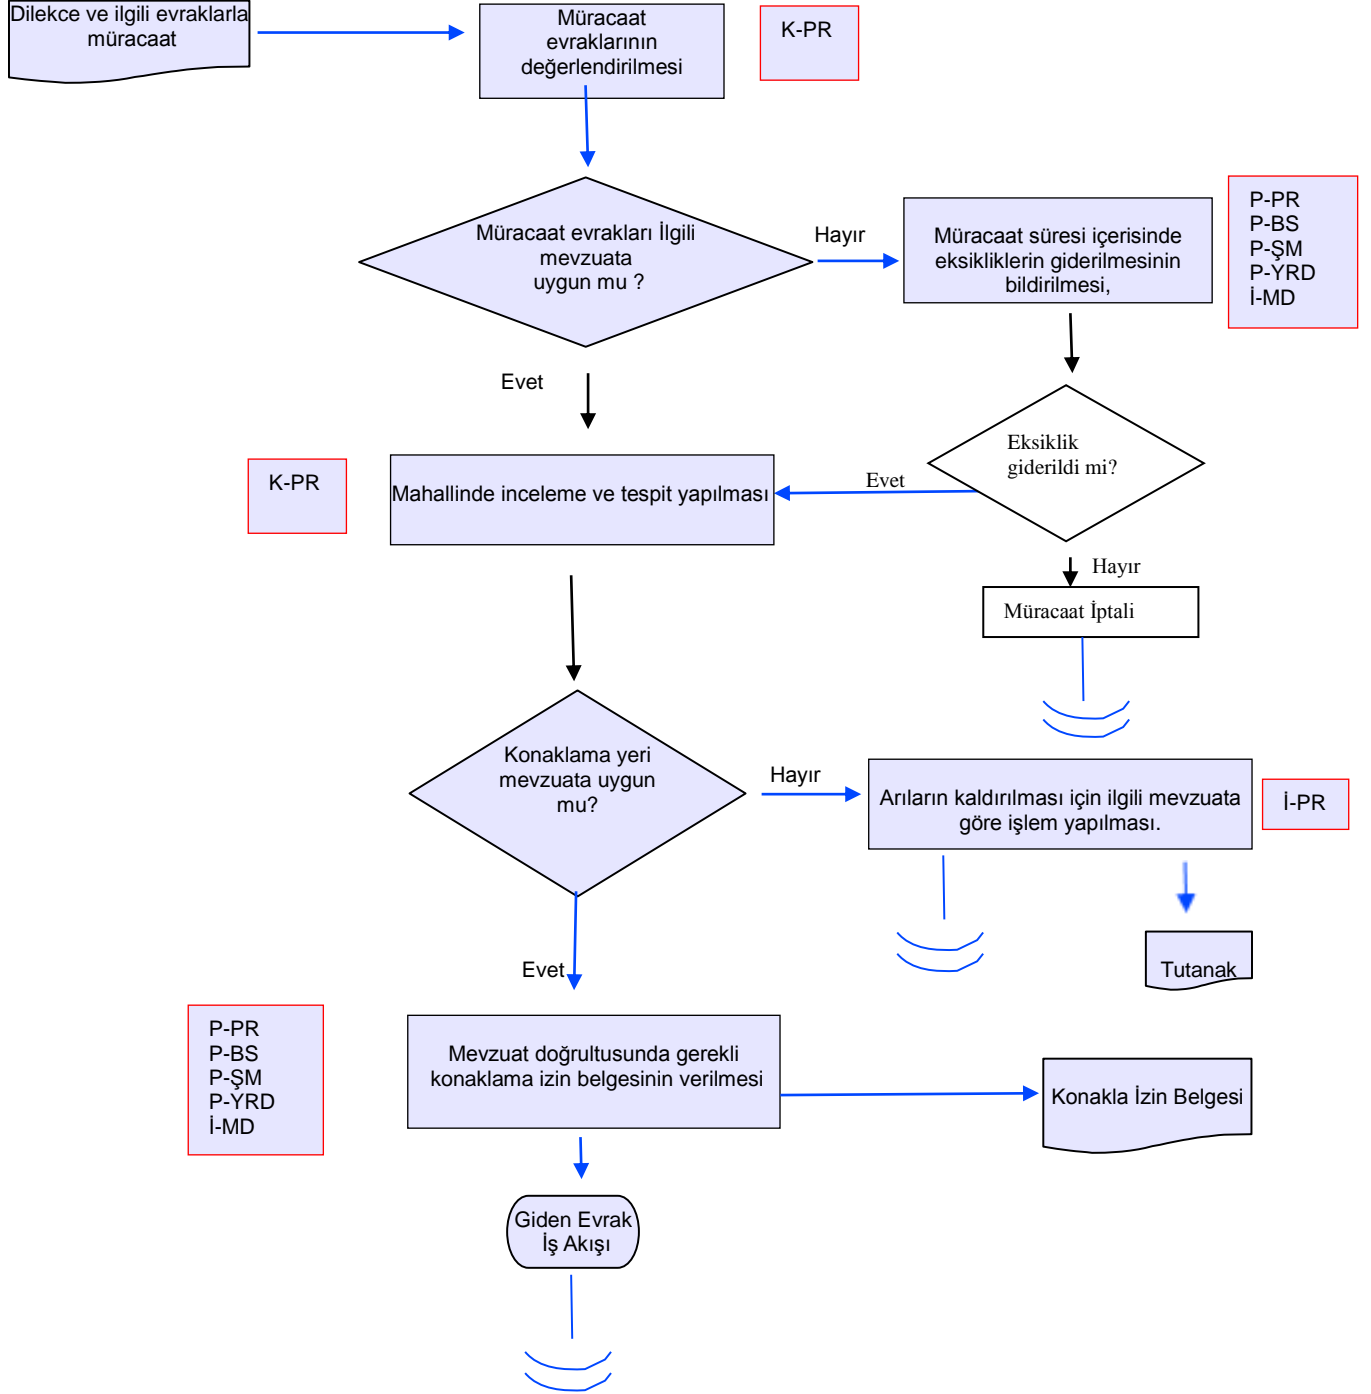 Dilekce ve ilgili evraklarla
müracaat
Müracaat
evraklarının
değerlendirilmesi
K-PR
Müracaat evrakları İlgili
mevzuata
uygun mu ?
Hayır
Müracaat süresi içerisinde
eksikliklerin giderilmesinin
bildirilmesi,
P-PR
P-BS
P-ŞM
P-YRD
İ-MD
Evet
Eksiklik
giderildi mi?
K-PR
Mahallinde inceleme ve tespit yapılması
Evet
Hayır
Müracaat İptali
Konaklama yeri
mevzuata uygun
mu?
Hayır
Arıların kaldırılması için ilgili mevzuata
göre işlem yapılması.
İ-PR
Tutanak
Evet
P-PR
P-BS
P-ŞM
P-YRD
İ-MD
Mevzuat doğrultusunda gerekli
konaklama izin belgesinin verilmesi
Konakla İzin Belgesi
Giden Evrak
İş Akışı